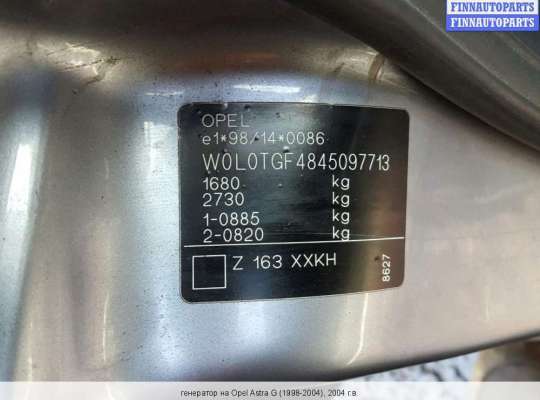 FINNAUTOPARTS
FINNAUTOPARTS
FINNAUTOPARTS
OPEL
e1*98/14*0086
W0L0TGF4845097713
1680 kg
2730 kg
1-0885 kg
2-0820 kg
Z 163 XXKH
8627
генератор на Opel Astra G (1998-2004), 2004 г.в.